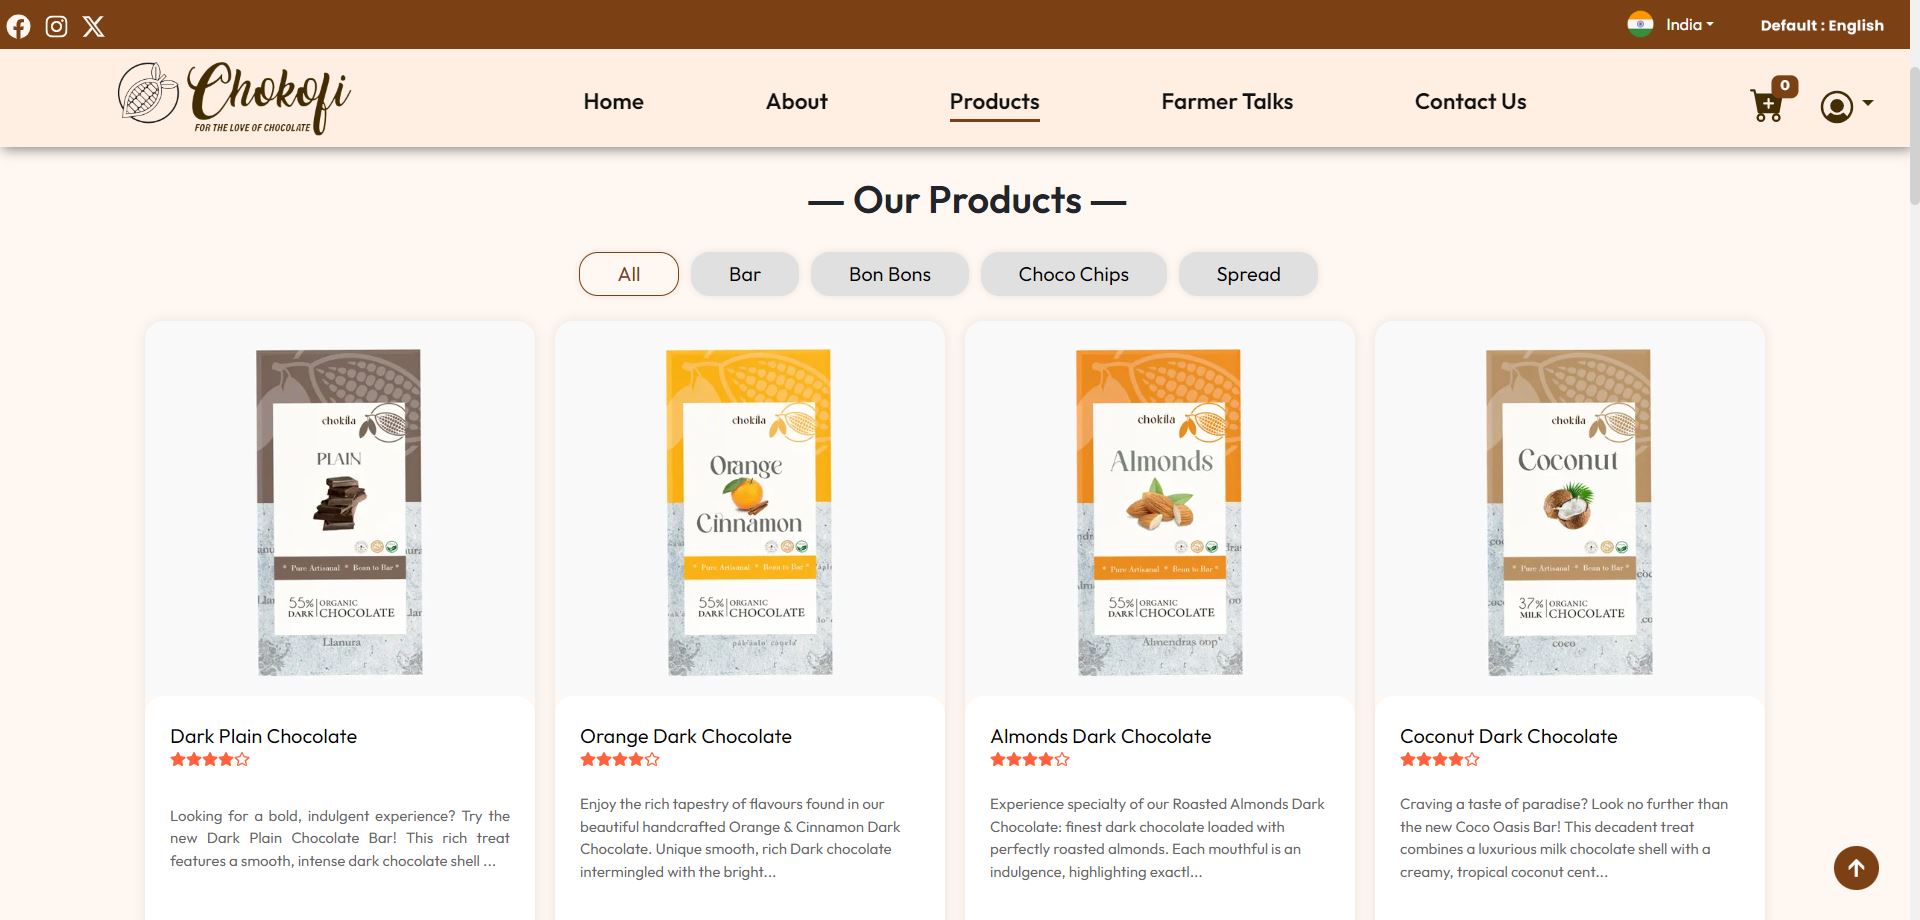 India
Default : English
Chokofi
FOR THE LOVE OF CHOCOLATE
Home
About
Products
Farmer Talks
Contact Us
0
— Our Products —
All
Bar
Bon Bons
Choco Chips
Spread
chokila
PLAIN
* Pure Artisanal * Bean to Bar *
55% DARK ORGANIC CHOCOLATE
Llanura
chokila
Orange
Cinnamon
* Pure Artisanal * Bean to Bar *
55% DARK ORGANIC CHOCOLATE
chokila
Almonds
* Pure Artisanal * Bean to Bar *
55% DARK ORGANIC CHOCOLATE
Almendras
chokila
Coconut
* Pure Artisanal * Bean to Bar *
37% MILK ORGANIC CHOCOLATE
coco
Dark Plain Chocolate
Looking for a bold, indulgent experience? Try the
new Dark Plain Chocolate Bar! This rich treat
features a smooth, intense dark chocolate shell ...
Orange Dark Chocolate
Enjoy the rich tapestry of flavours found in our
beautiful handcrafted Orange & Cinnamon Dark
Chocolate. Unique smooth, rich Dark chocolate
intermingled with the bright...
Almonds Dark Chocolate
Experience specialty of our Roasted Almonds Dark
Chocolate: finest dark chocolate loaded with
perfectly roasted almonds. Each mouthful is an
indulgence, highlighting exactl...
Coconut Dark Chocolate
Craving a taste of paradise? Look no further than
the new Coco Oasis Bar! This decadent treat
combines a luxurious milk chocolate shell with a
creamy, tropical coconut cent...